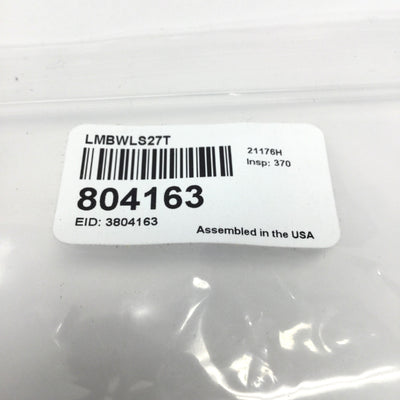 LMBWLS27T
21176H
Insp: 370
804163
EID: 3804163
Assembled in the USA